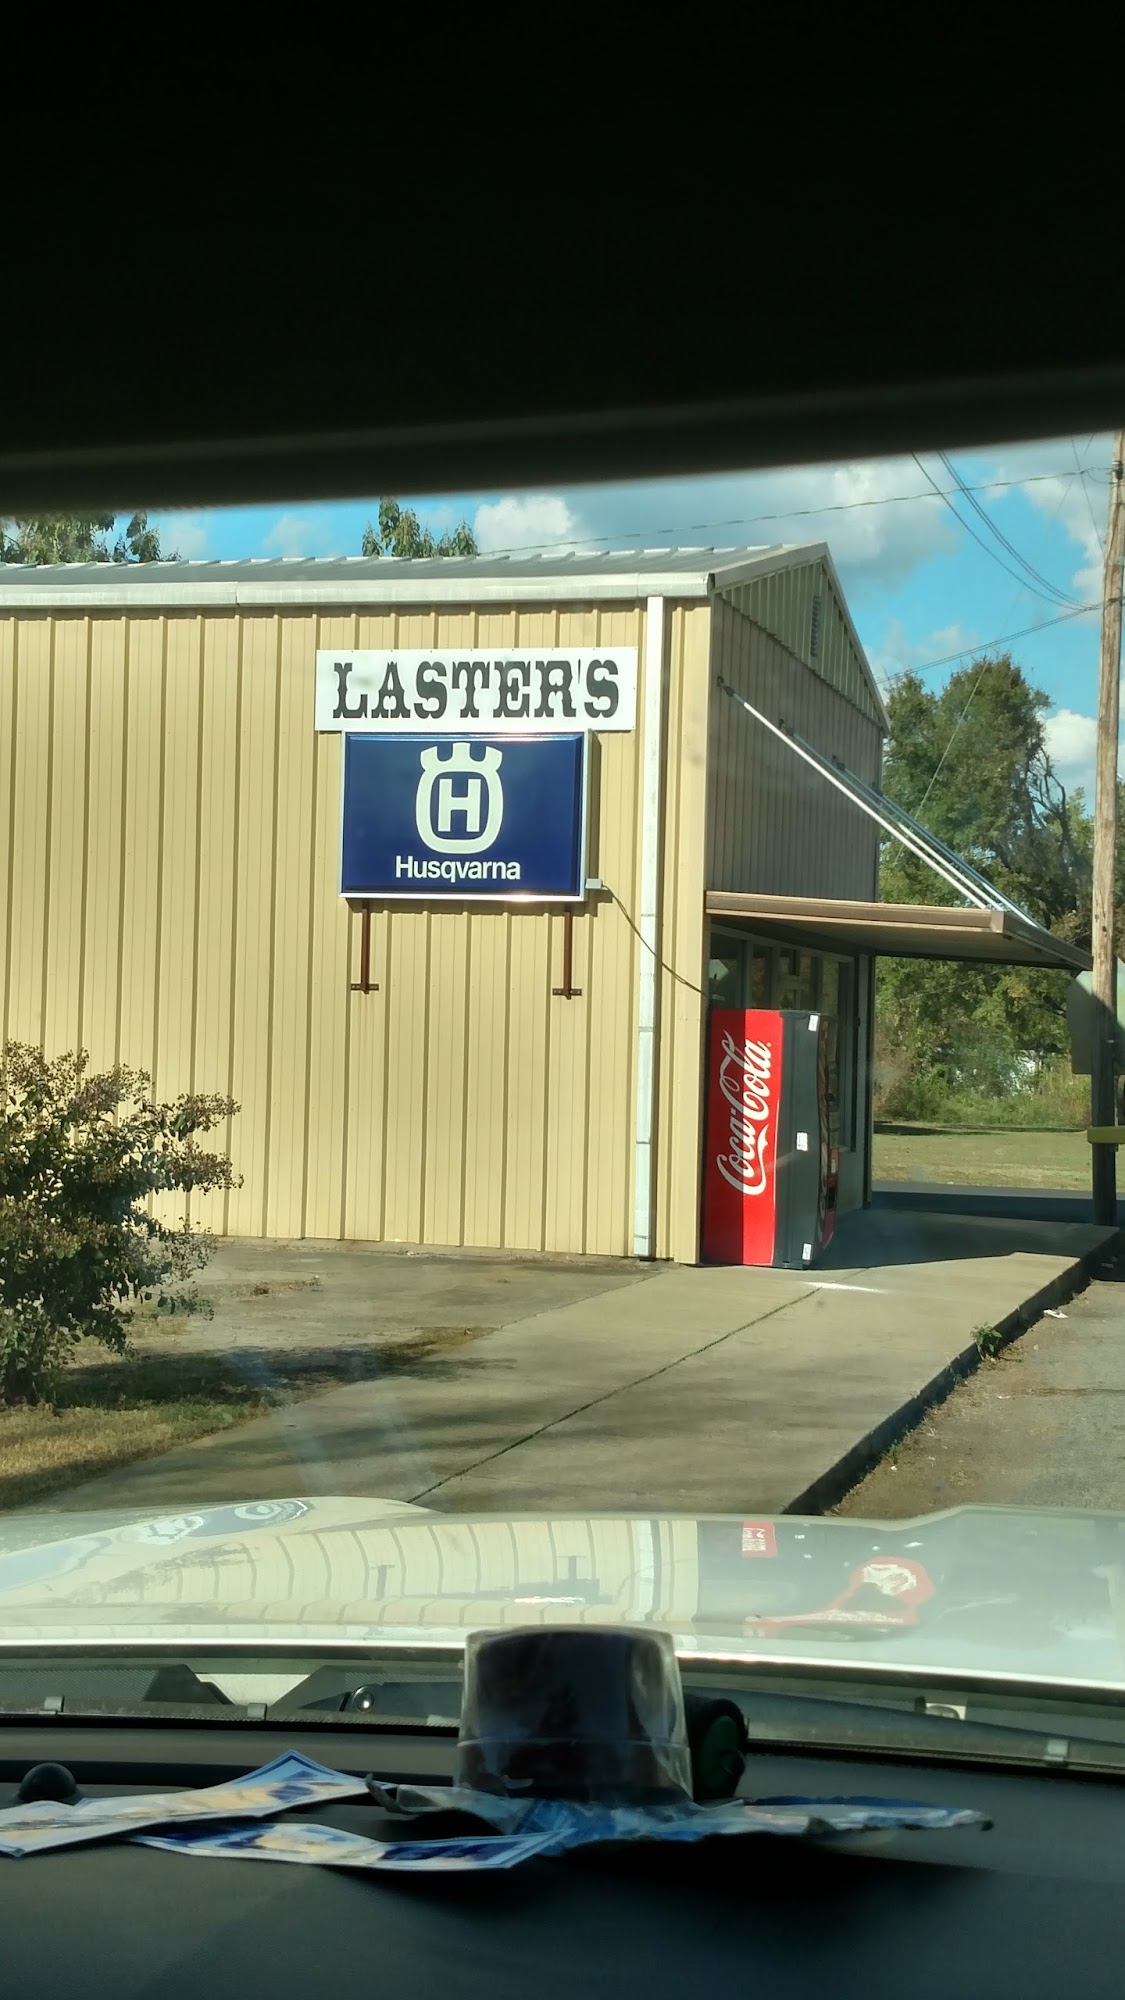 LASTER'S
H
Husqvarna
Coca-Cola